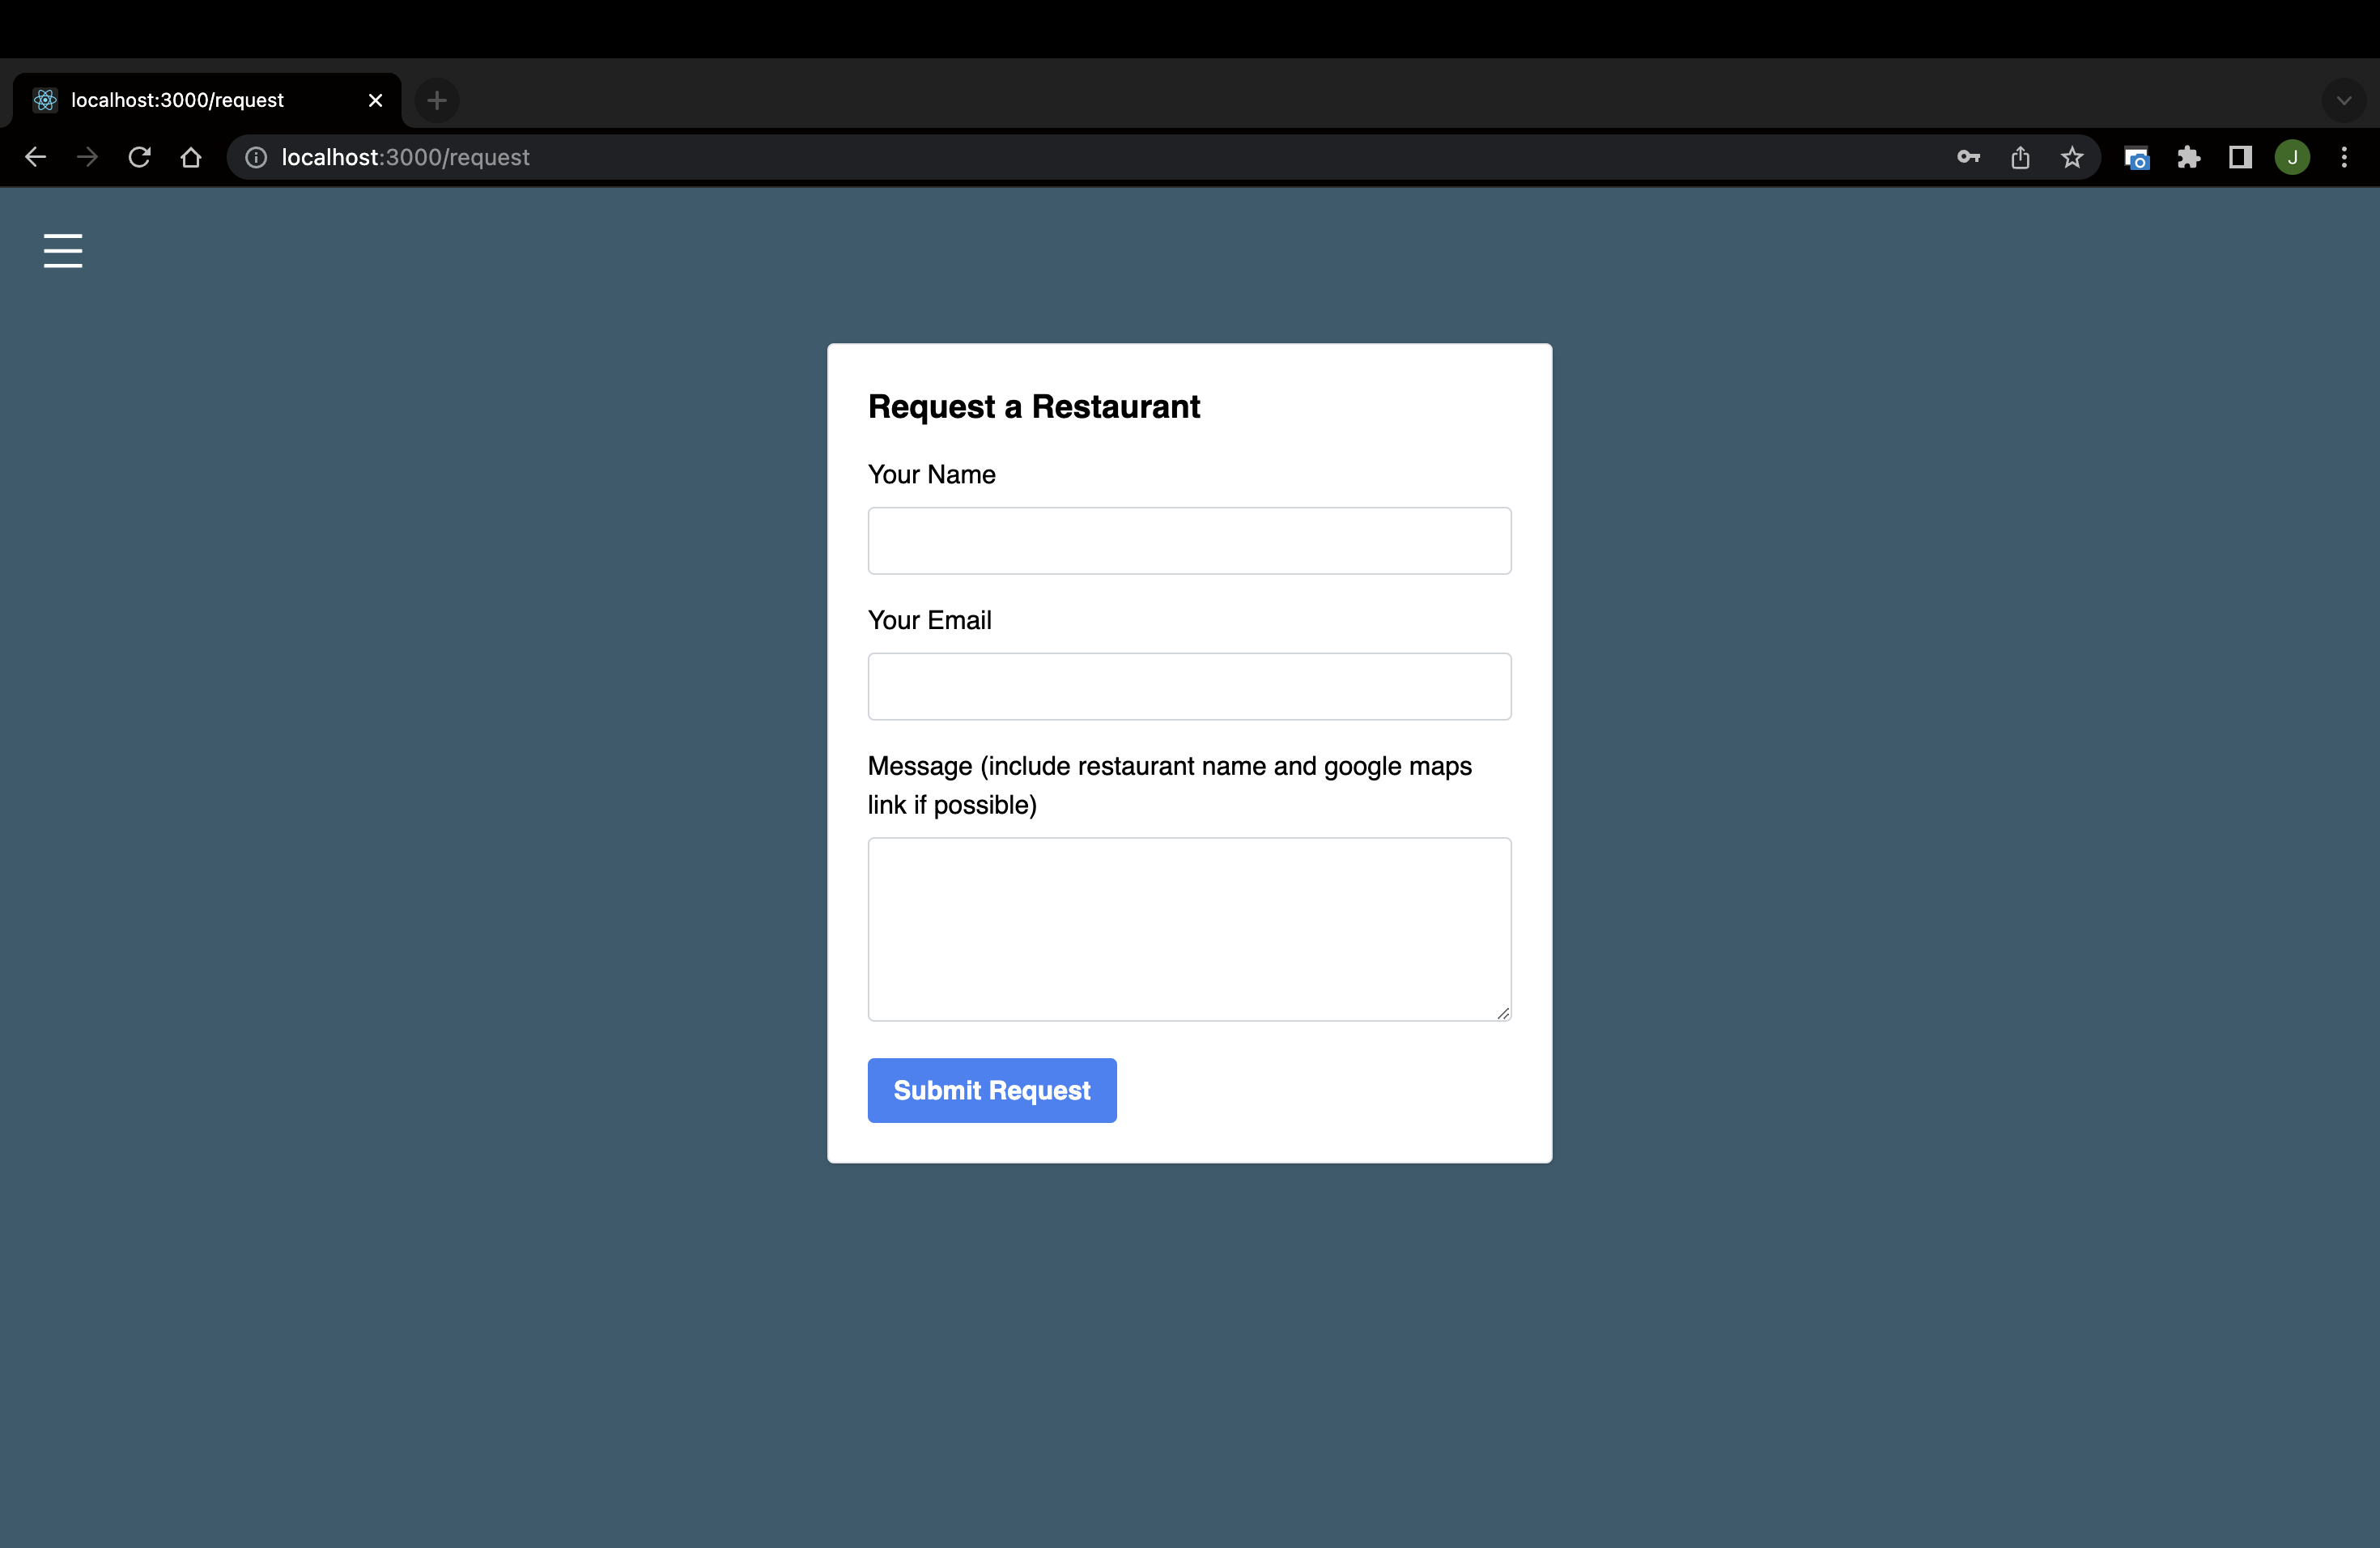 localhost:3000/request
localhost:3000/request
J
Request a Restaurant
Your Name
Your Email
Message (include restaurant name and google maps
link if possible)
Submit Request